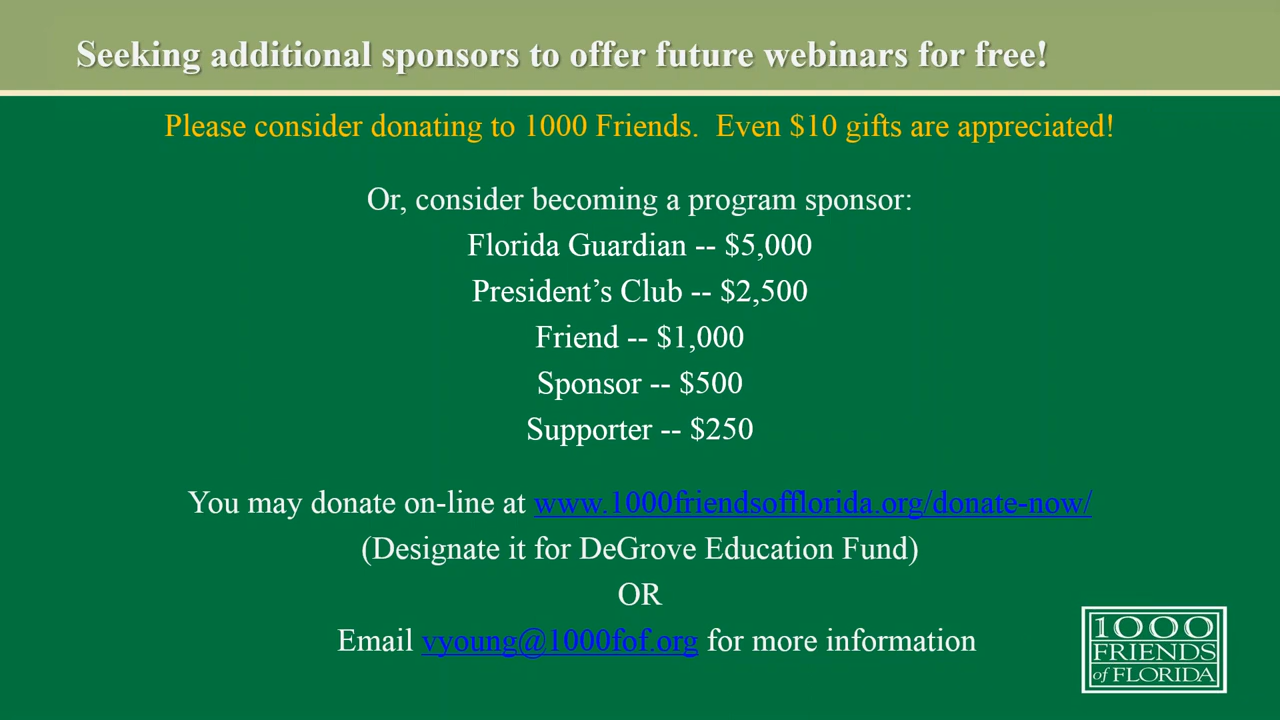 Seeking additional sponsors to offer future webinars for free!
Please consider donating to 1000 Friends.  Even $10 gifts are appreciated!
Or, consider becoming a program sponsor:
Florida Guardian -- $5,000
President’s Club -- $2,500
Friend -- $1,000
Sponsor -- $500
Supporter -- $250
You may donate on-line at www.1000friendsofflorida.org/donate-now/
(Designate it for DeGrove Education Fund)
OR
Email vyoung@1000fof.org for more information
1000
FRIENDS
of FLORIDA